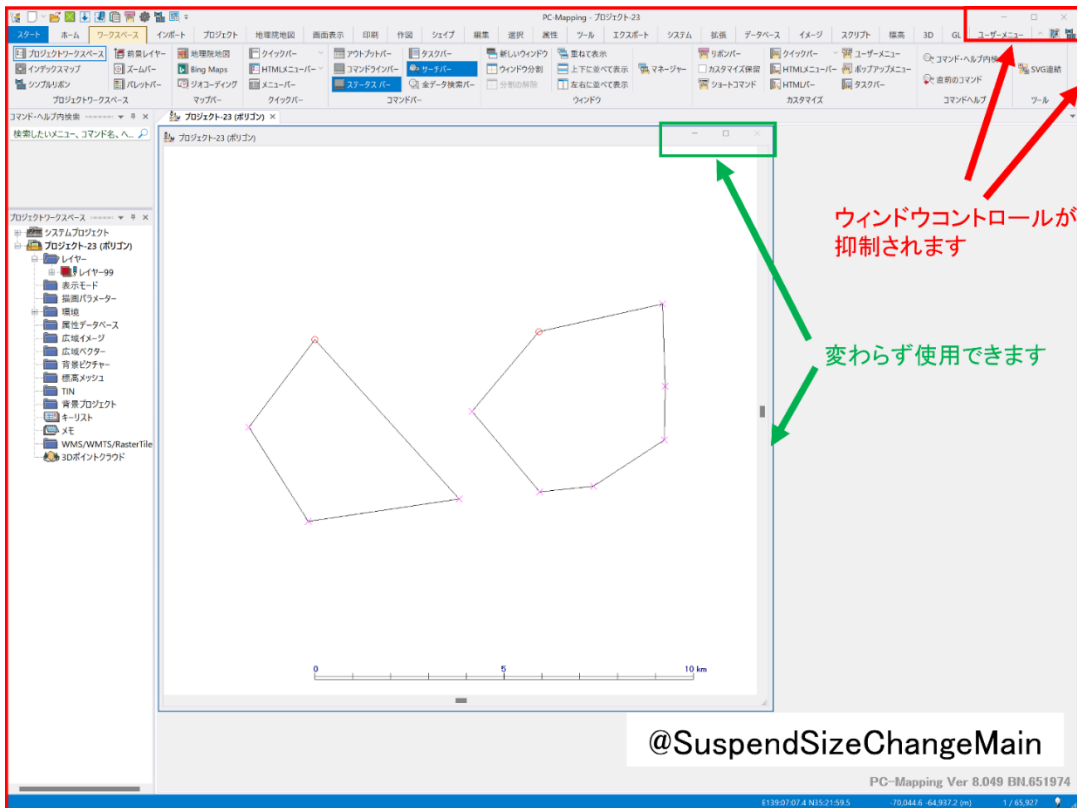 PC-Mapping - プロジェクト-23
スタート ホーム ワークスペース インポート プロジェクト 地理院地図 画面表示 印刷 作図 シェイプ 編集 選択 属性 ツール エクスポート システム 拡張 データベース イメージ スクリプト 標高 3D GL ユーザーメニュー
プロジェクトワークスペース 前景レイヤー 地理院地図 クイックバー アウトプットバー タスクバー 新しいウィンドウ 重ねて表示 リボンバー クイックバー ユーザーメニュー コマンド・ヘルプ内検
インデックスマップ ズームバー Bing Maps HTMLメニューバー コマンドラインバー サーチバー ウィンドウ分割 上下に並べて表示 マネージャー カスタマイズ保留 HTMLメニューバー ポップアップメニュー SVG連結
シンプルリボン パレットバー ジオコーディング メニューバー ステータス バー 全データ検索バー 分割の解除 左右に並べて表示 ショートコマンド HTMLバー タスクバー 直前のコマンド
プロジェクトワークスペース マップバー クイックバー コマンドバー ウィンドウ カスタマイズ コマンドヘルプ ツール
コマンド・ヘルプ内検索
プロジェクト-23 (ポリゴン)
検索したいメニュー、コマンド名、ヘ...
プロジェクト-23 (ポリゴン)
ウィンドウコントロールが
抑制されます
プロジェクトワークスペース
システムプロジェクト
プロジェクト-23 (ポリゴン)
レイヤー
レイヤー-99
表示モード
描画パラメーター
環境
属性データベース
広域イメージ
広域ベクター
背景ピクチャー
標高メッシュ
TIN
背景プロジェクト
キーリスト
メモ
WMS/WMTS/RasterTile
3Dポイントクラウド
変わらず使用できます
0 5 10 km
@SuspendSizeChangeMain
PC-Mapping Ver 8.049 BN.651974
E139:07:07.4 N35:21:59.5 -70,044.6 -64,937.2 (m) 1 / 65,927